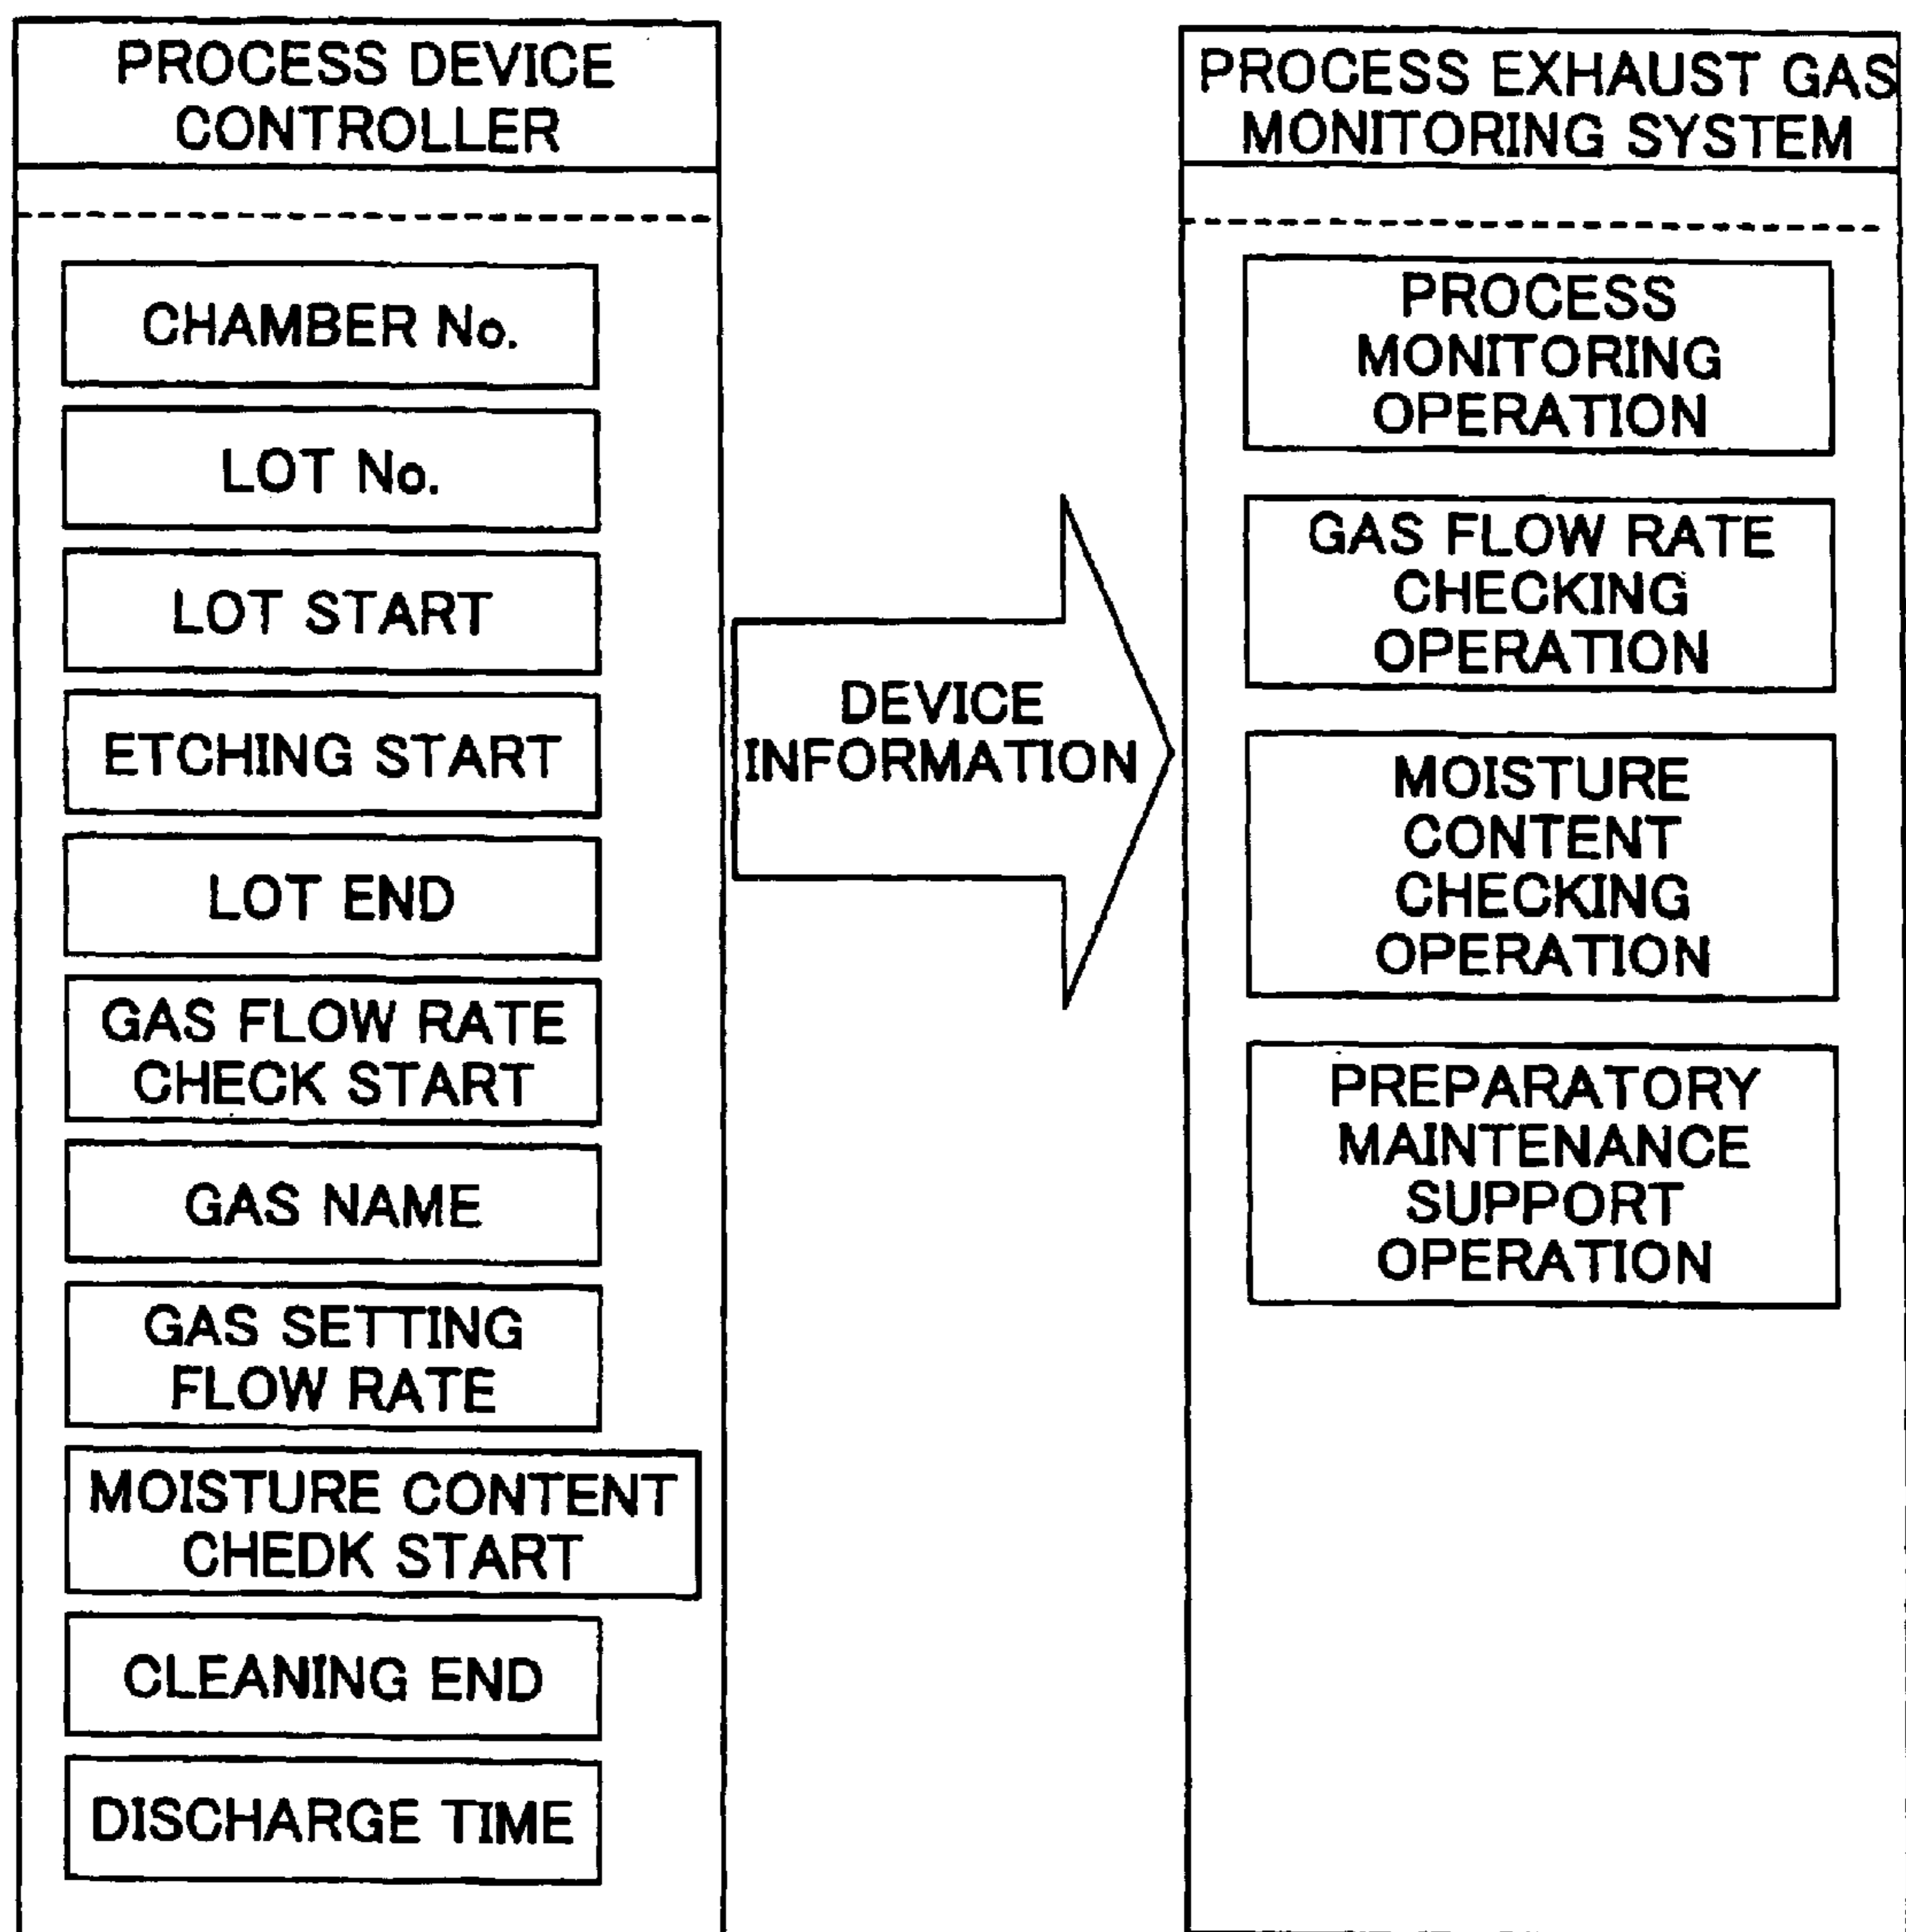 PROCESS DEVICE
CONTROLLER
CHAMBER No.
LOT No.
LOT START
ETCHING START
LOT END
GAS FLOW RATE
CHECK START
GAS NAME
GAS SETTING
FLOW RATE
MOISTURE CONTENT
CHEDK START
CLEANING END
DISCHARGE TIME
DEVICE
INFORMATION
PROCESS EXHAUST GAS
MONITORING SYSTEM
PROCESS
MONITORING
OPERATION
GAS FLOW RATE
CHECKING
OPERATION
MOISTURE
CONTENT
CHECKING
OPERATION
PREPARATORY
MAINTENANCE
SUPPORT
OPERATION